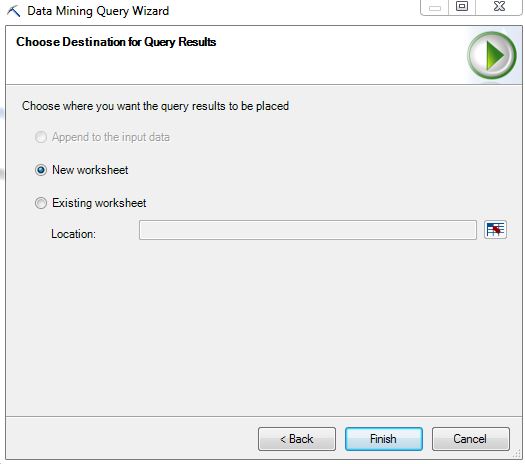 Data Mining Query Wizard
Choose Destination for Query Results
Choose where you want the query results to be placed
Append to the input data
New worksheet
Existing worksheet
Location:
< Back Finish Cancel